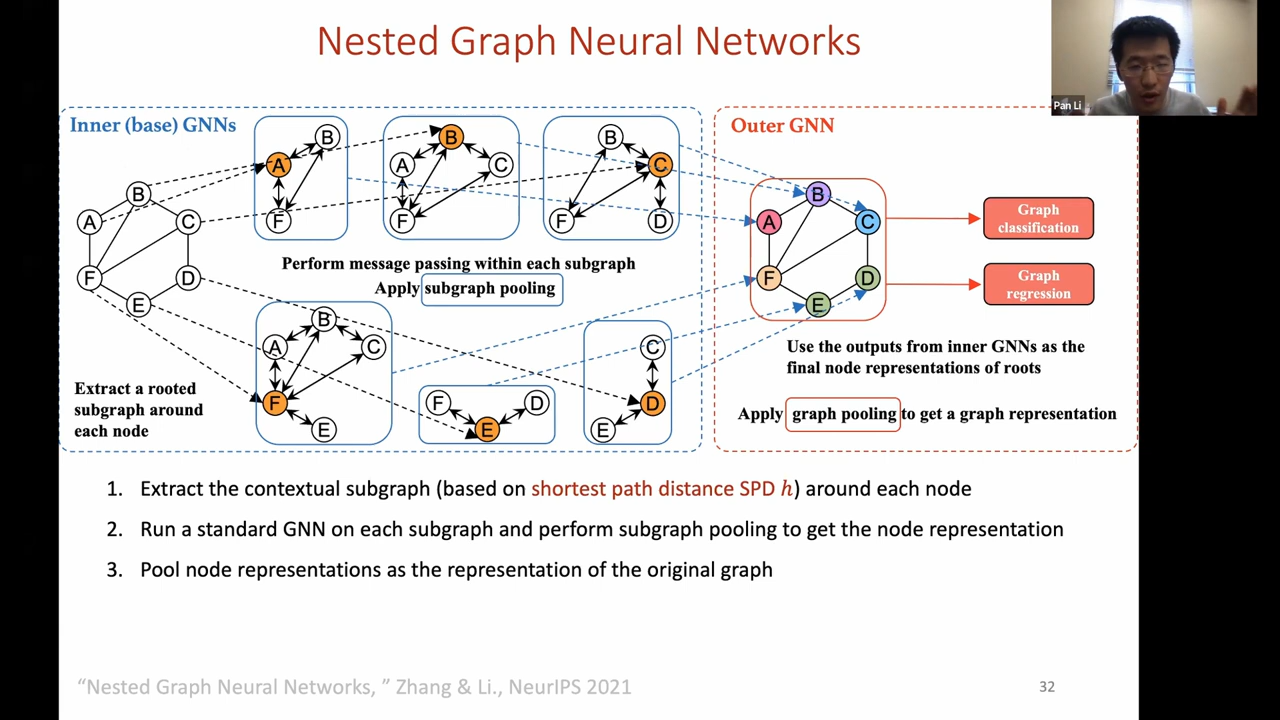 Nested Graph Neural Networks
Pan Li
Inner (base) GNNs
B
A
C
F
D
E
B
A
F
B
A
C
F
B
C
F
D
Perform message passing within each subgraph
Apply subgraph pooling
B
A
C
F
E
F
D
E
C
D
E
Extract a rooted
subgraph around
each node
Outer GNN
B
A
C
F
D
E
Graph
classification
Graph
regression
Use the outputs from inner GNNs as the
final node representations of roots
Apply graph pooling to get a graph representation
1. Extract the contextual subgraph (based on shortest path distance SPD h) around each node
2. Run a standard GNN on each subgraph and perform subgraph pooling to get the node representation
3. Pool node representations as the representation of the original graph
“Nested Graph Neural Networks, ” Zhang & Li., NeurIPS 2021
32